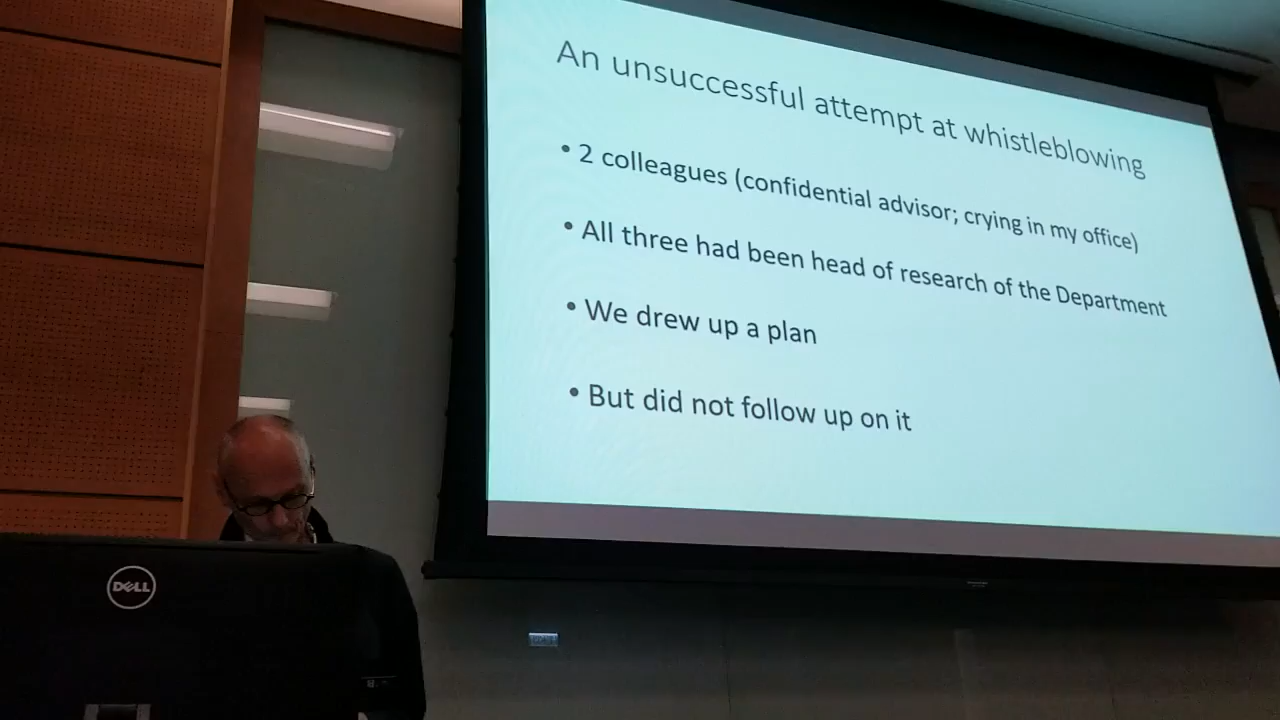 An unsuccessful attempt at whistleblowing
• 2 colleagues (confidential advisor; crying in my office)
• All three had been head of research of the Department
• We drew up a plan
• But did not follow up on it
DELL